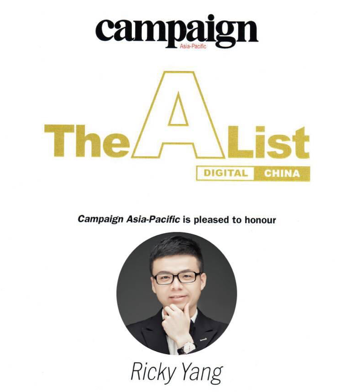 campaign
Asia-Pacific
The A List
DIGITAL CHINA
Campaign Asia-Pacific is pleased to honour
Ricky Yang